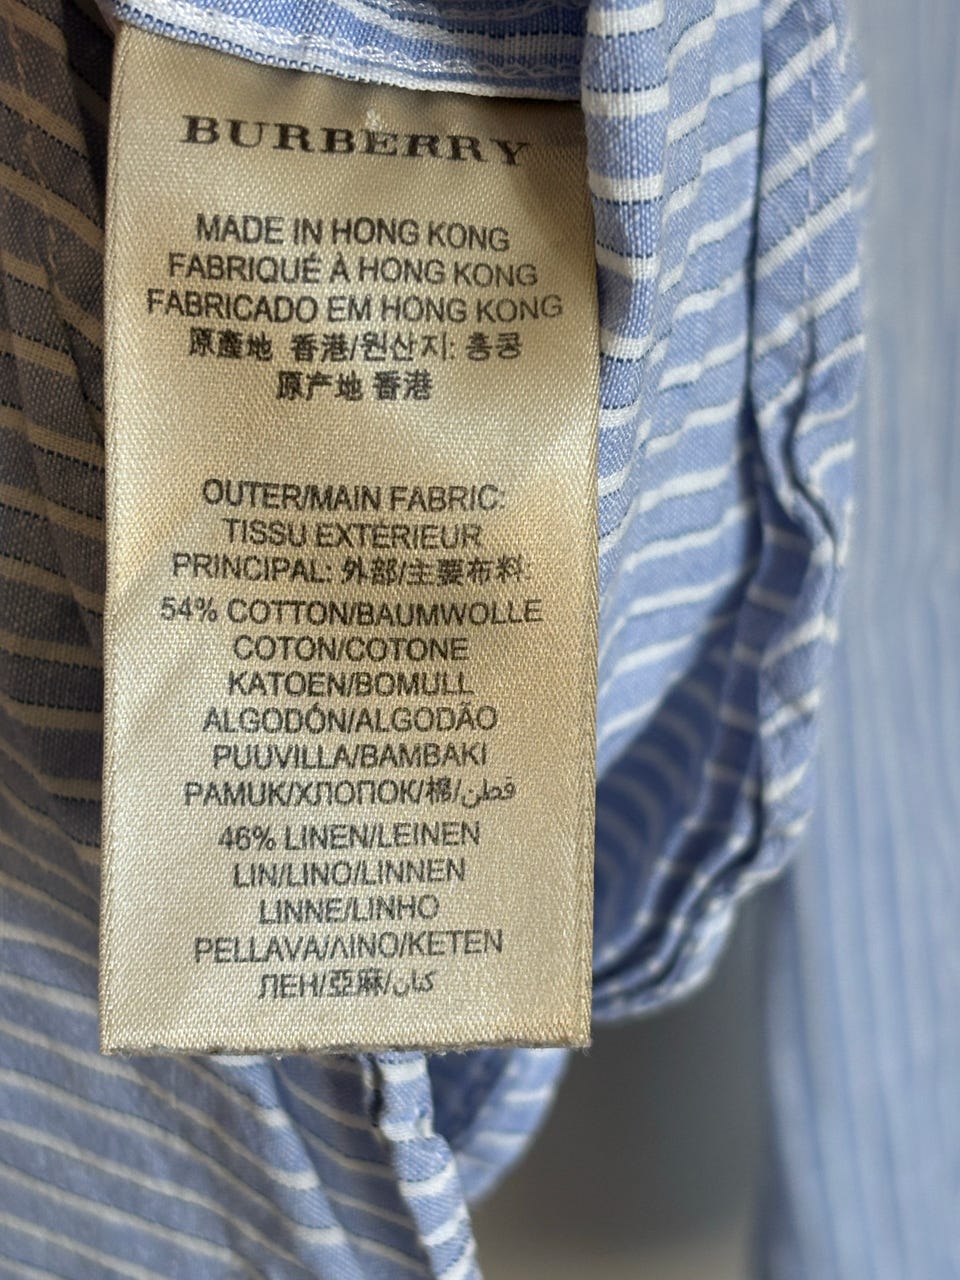 BURBERRY
MADE IN HONG KONG
FABRIQUÉ À HONG KONG
FABRICADO EM HONG KONG
原產地 香港/원산지: 홍콩
原产地 香港
OUTER/MAIN FABRIC:
TISSU EXTERIEUR
PRINCIPAL: 外部/主要布料:
54% COTTON/BAUMWOLLE
COTON/COTONE
KATOEN/BOMULL
ALGODÓN/ALGODÃO
PUUVILLA/BAMBAKI
PAMUK/ХЛОПОК/棉/قطن
46% LINEN/LEINEN
LIN/LINO/LINNEN
LINNE/LINHO
PELLAVA/ΛΙΝΟ/KETEN
ЛЕН/亞麻/كتان